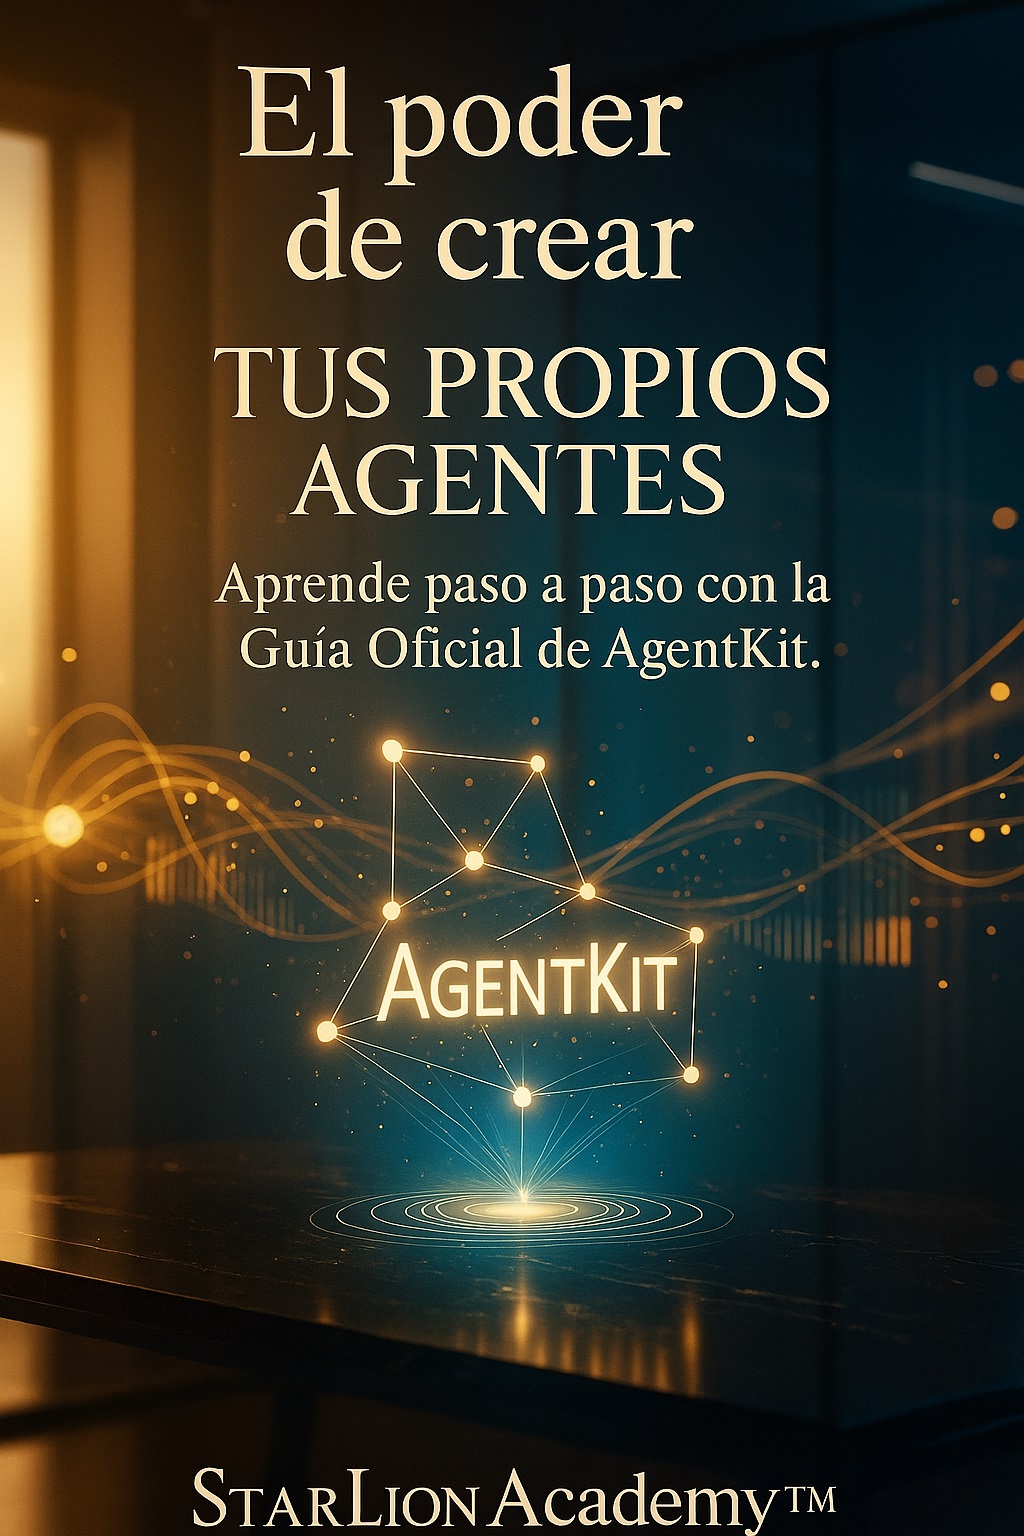 El poder
de crear
TUS PROPIOS
AGENTES
Aprende paso a paso con la
Guía Oficial de AgentKit.
AGENTKIT
STARLION Academy™